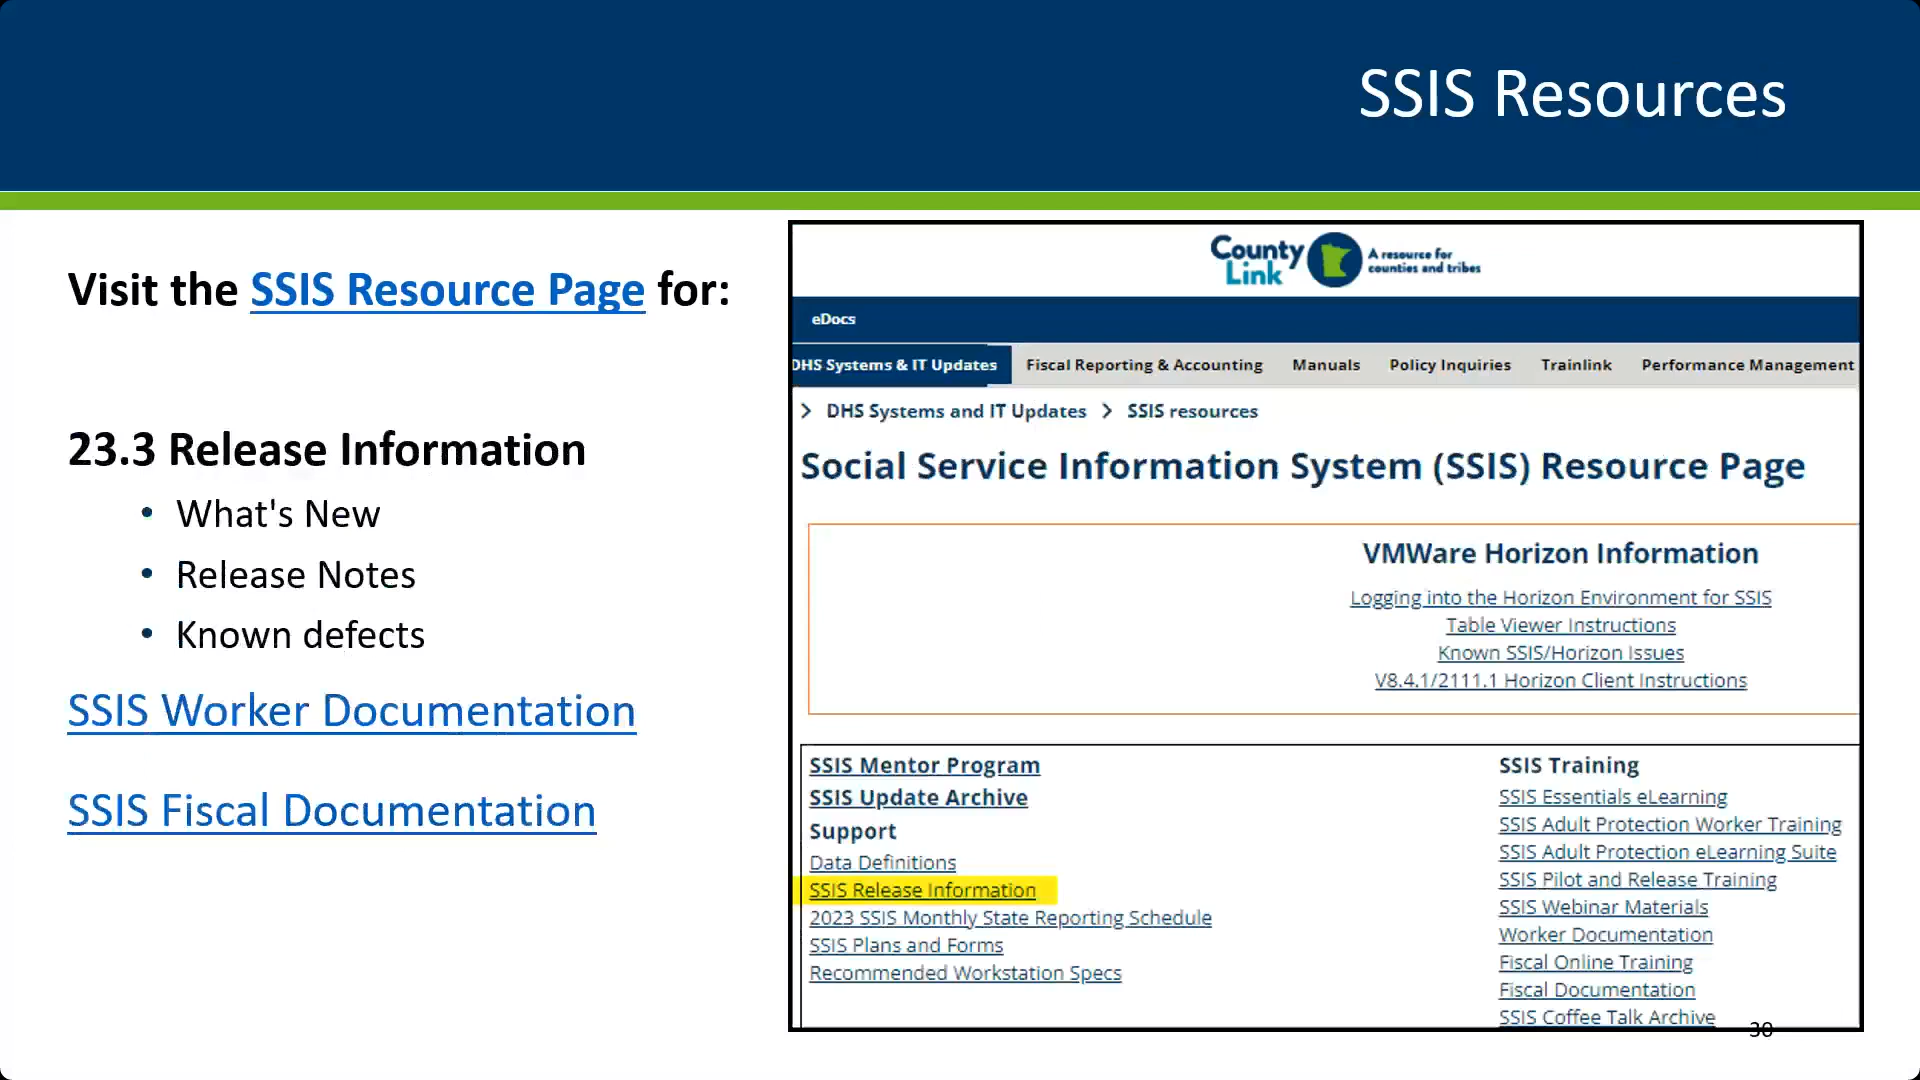 SSIS Resources
Visit the SSIS Resource Page for:
23.3 Release Information
• What's New
• Release Notes
• Known defects
SSIS Worker Documentation
SSIS Fiscal Documentation
County Link
A resource for
counties and tribes
eDocs
DHS Systems & IT Updates Fiscal Reporting & Accounting Manuals Policy Inquiries Trainlink Performance Management
> DHS Systems and IT Updates > SSIS resources
Social Service Information System (SSIS) Resource Page
VMWare Horizon Information
Logging into the Horizon Environment for SSIS
Table Viewer Instructions
Known SSIS/Horizon Issues
V8.4.1/2111.1 Horizon Client Instructions
SSIS Mentor Program
SSIS Update Archive
Support
Data Definitions
SSIS Release Information
2023 SSIS Monthly State Reporting Schedule
SSIS Plans and Forms
Recommended Workstation Specs
SSIS Training
SSIS Essentials eLearning
SSIS Adult Protection Worker Training
SSIS Adult Protection eLearning Suite
SSIS Pilot and Release Training
SSIS Webinar Materials
Worker Documentation
Fiscal Online Training
Fiscal Documentation
SSIS Coffee Talk Archive
30